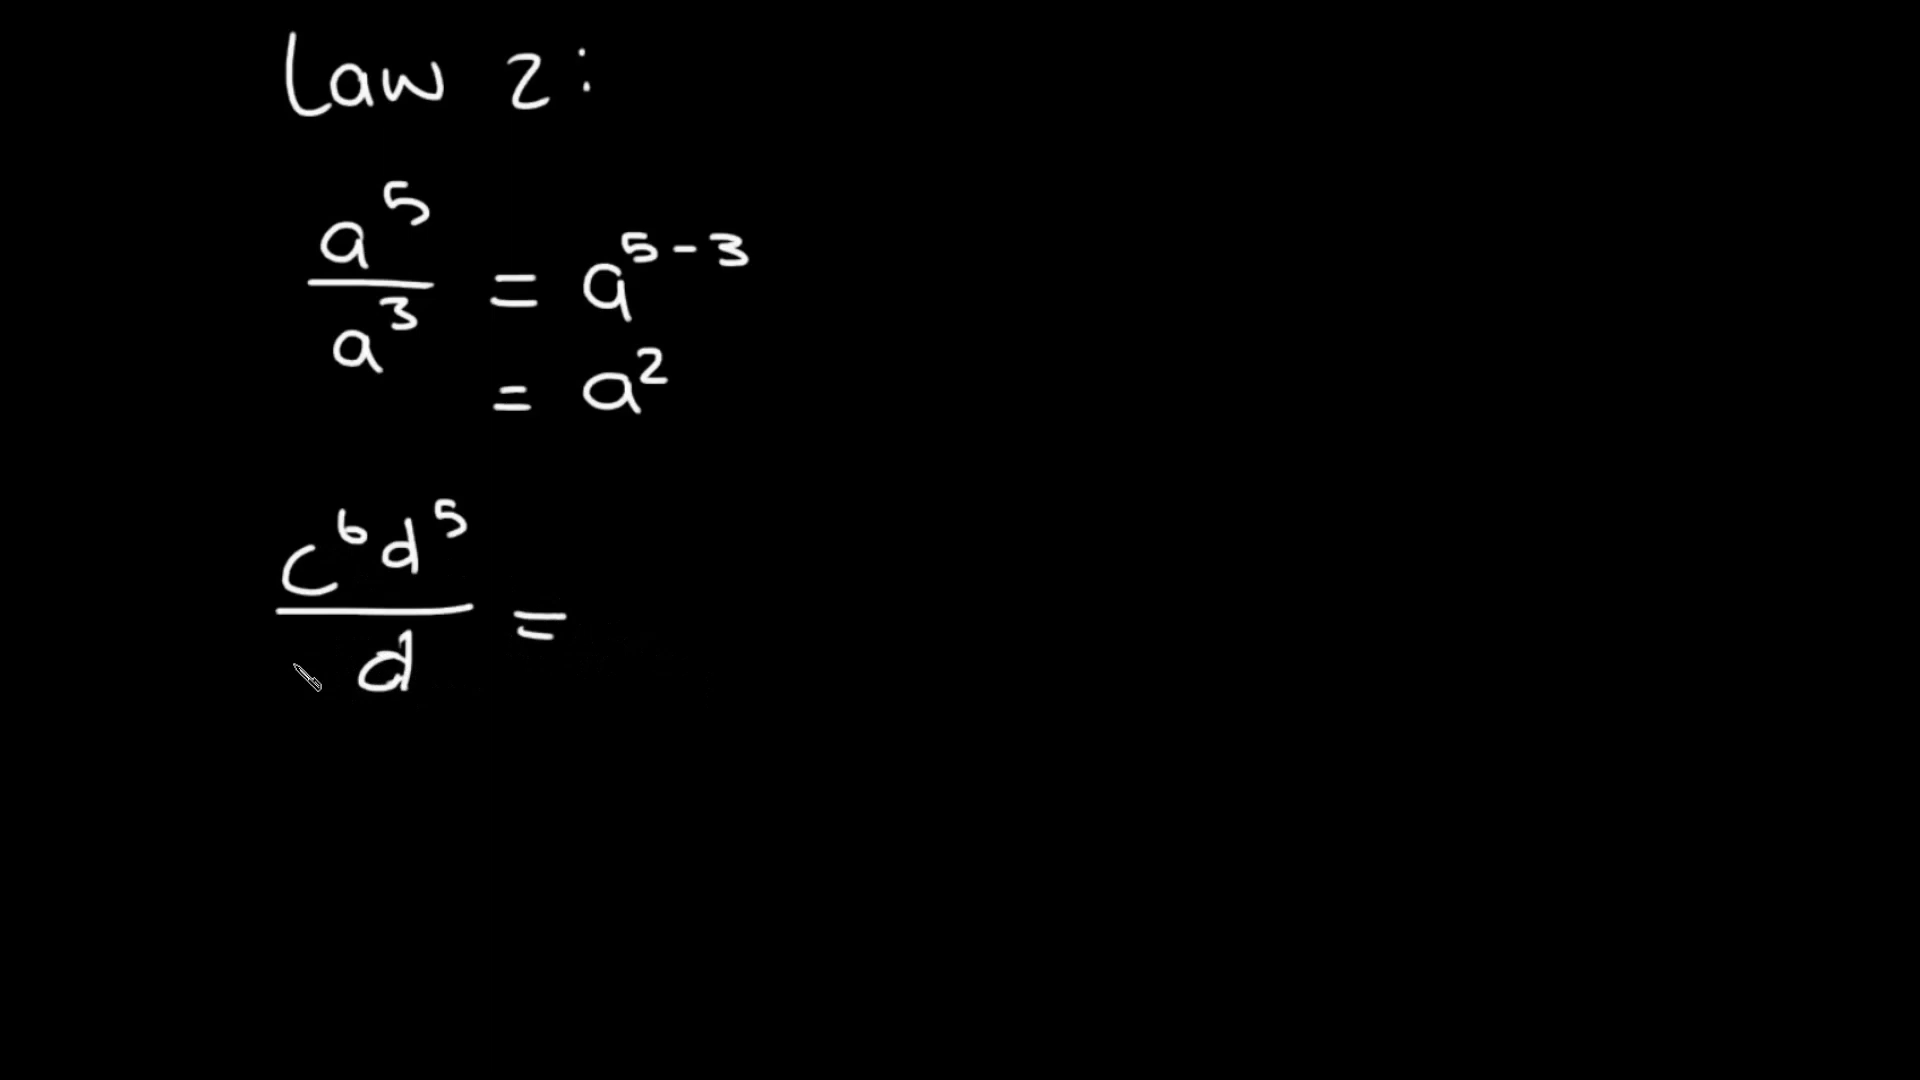 Law 2:
a^5
—
a^3
= a^{5-3}
= a^2
c^6 d^5
—
d
=